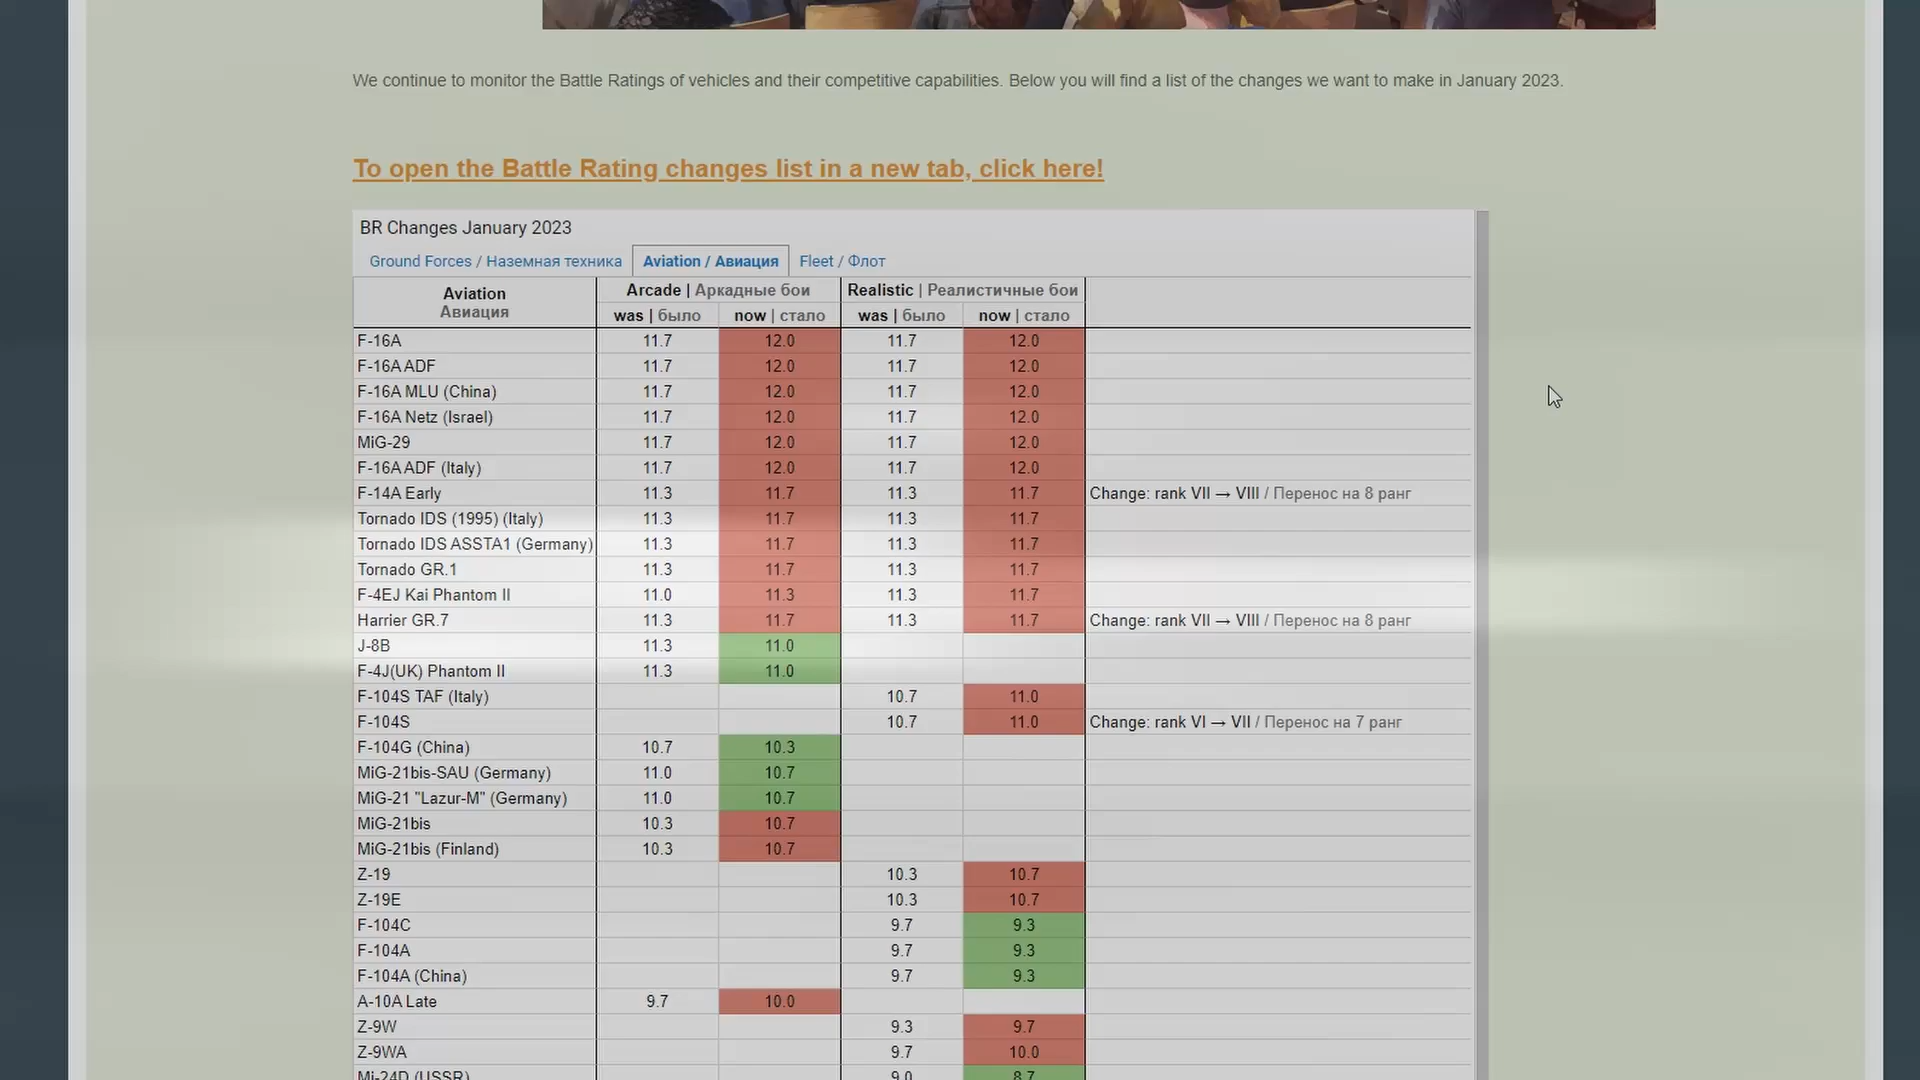 We continue to monitor the Battle Ratings of vehicles and their competitive capabilities. Below you will find a list of the changes we want to make in January 2023.
To open the Battle Rating changes list in a new tab, click here!
BR Changes January 2023
Ground Forces / Наземная техника Aviation / Авиация Fleet / Флот
Aviation Авиация Arcade | Аркадные бои Realistic | Реалистичные бои
was | было now | стало was | было now | стало
F-16A 11.7 12.0 11.7 12.0
F-16A ADF 11.7 12.0 11.7 12.0
F-16A MLU (China) 11.7 12.0 11.7 12.0
F-16A Netz (Israel) 11.7 12.0 11.7 12.0
MiG-29 11.7 12.0 11.7 12.0
F-16A ADF (Italy) 11.7 12.0 11.7 12.0
F-14A Early 11.3 11.7 11.3 11.7 Change: rank VII → VIII / Перенос на 8 ранг
Tornado IDS (1995) (Italy) 11.3 11.7 11.3 11.7
Tornado IDS ASSTA1 (Germany) 11.3 11.7 11.3 11.7
Tornado GR.1 11.3 11.7 11.3 11.7
F-4EJ Kai Phantom II 11.0 11.3 11.3 11.7
Harrier GR.7 11.3 11.7 11.3 11.7 Change: rank VII → VIII / Перенос на 8 ранг
J-8B 11.3 11.0
F-4J(UK) Phantom II 11.3 11.0
F-104S TAF (Italy) 10.7 11.0
F-104S 10.7 11.0 Change: rank VI → VII / Перенос на 7 ранг
F-104G (China) 10.7 10.3
MiG-21bis-SAU (Germany) 11.0 10.7
MiG-21 "Lazur-M" (Germany) 11.0 10.7
MiG-21bis 10.3 10.7
MiG-21bis (Finland) 10.3 10.7
Z-19 10.3 10.7
Z-19E 10.3 10.7
F-104C 9.7 9.3
F-104A 9.7 9.3
F-104A (China) 9.7 9.3
A-10A Late 9.7 10.0
Z-9W 9.3 9.7
Z-9WA 9.7 10.0
Mi-24D (USSR) 9.0 8.7